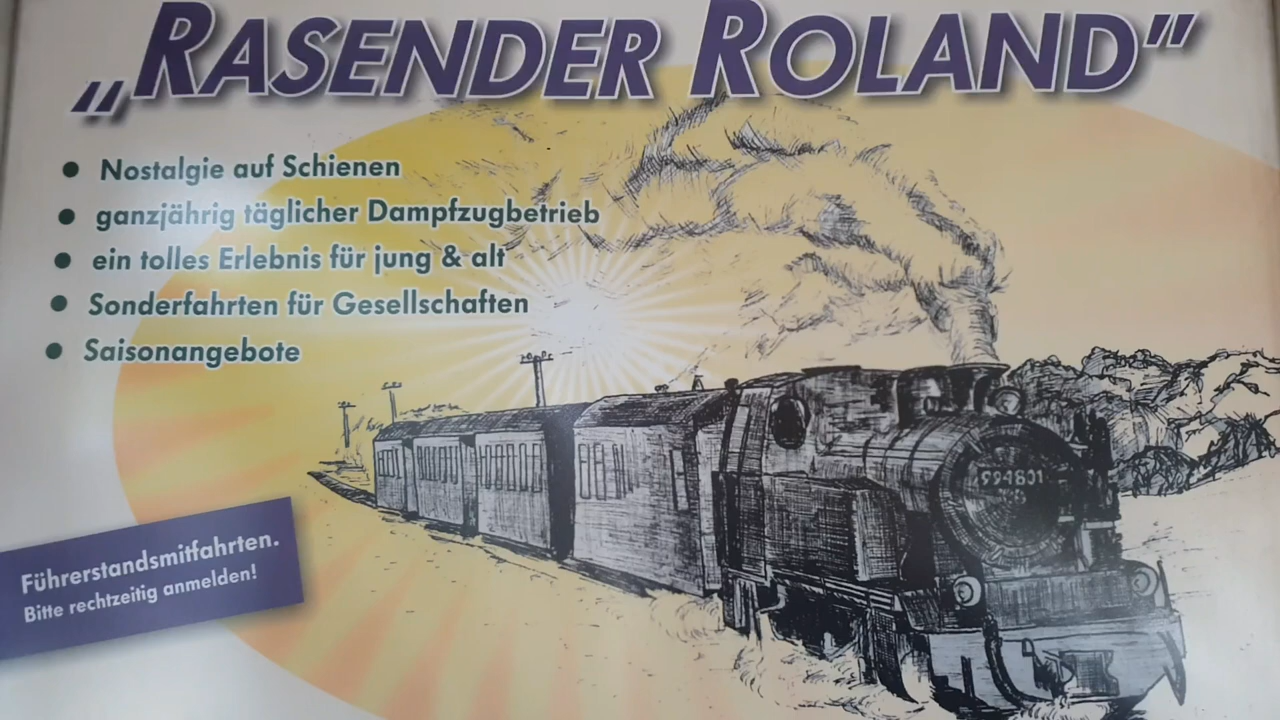 „RASENDER ROLAND”
• Nostalgie auf Schienen
• ganzjährig täglicher Dampfzugbetrieb
• ein tolles Erlebnis für jung & alt
• Sonderfahrten für Gesellschaften
• Saisonangebote
994801
Führerstandsmitfahrten.
Bitte rechtzeitig anmelden!